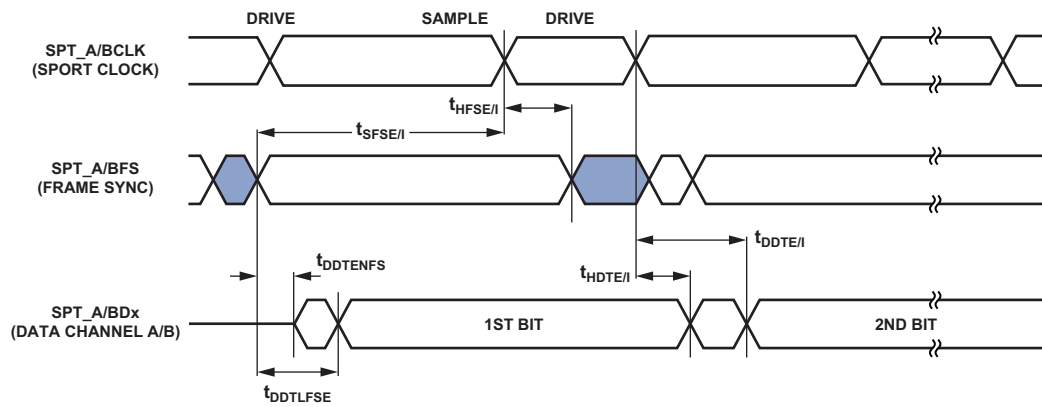 DRIVE SAMPLE DRIVE
SPT_A/BCLK
(SPORT CLOCK)
tHFSE/I
tSFSE/I
SPT_A/BFS
(FRAME SYNC)
tDDTE/I
tDDTENFS
tHDTE/I
SPT_A/BDx
(DATA CHANNEL A/B)
1ST BIT 2ND BIT
tDDTLFSE